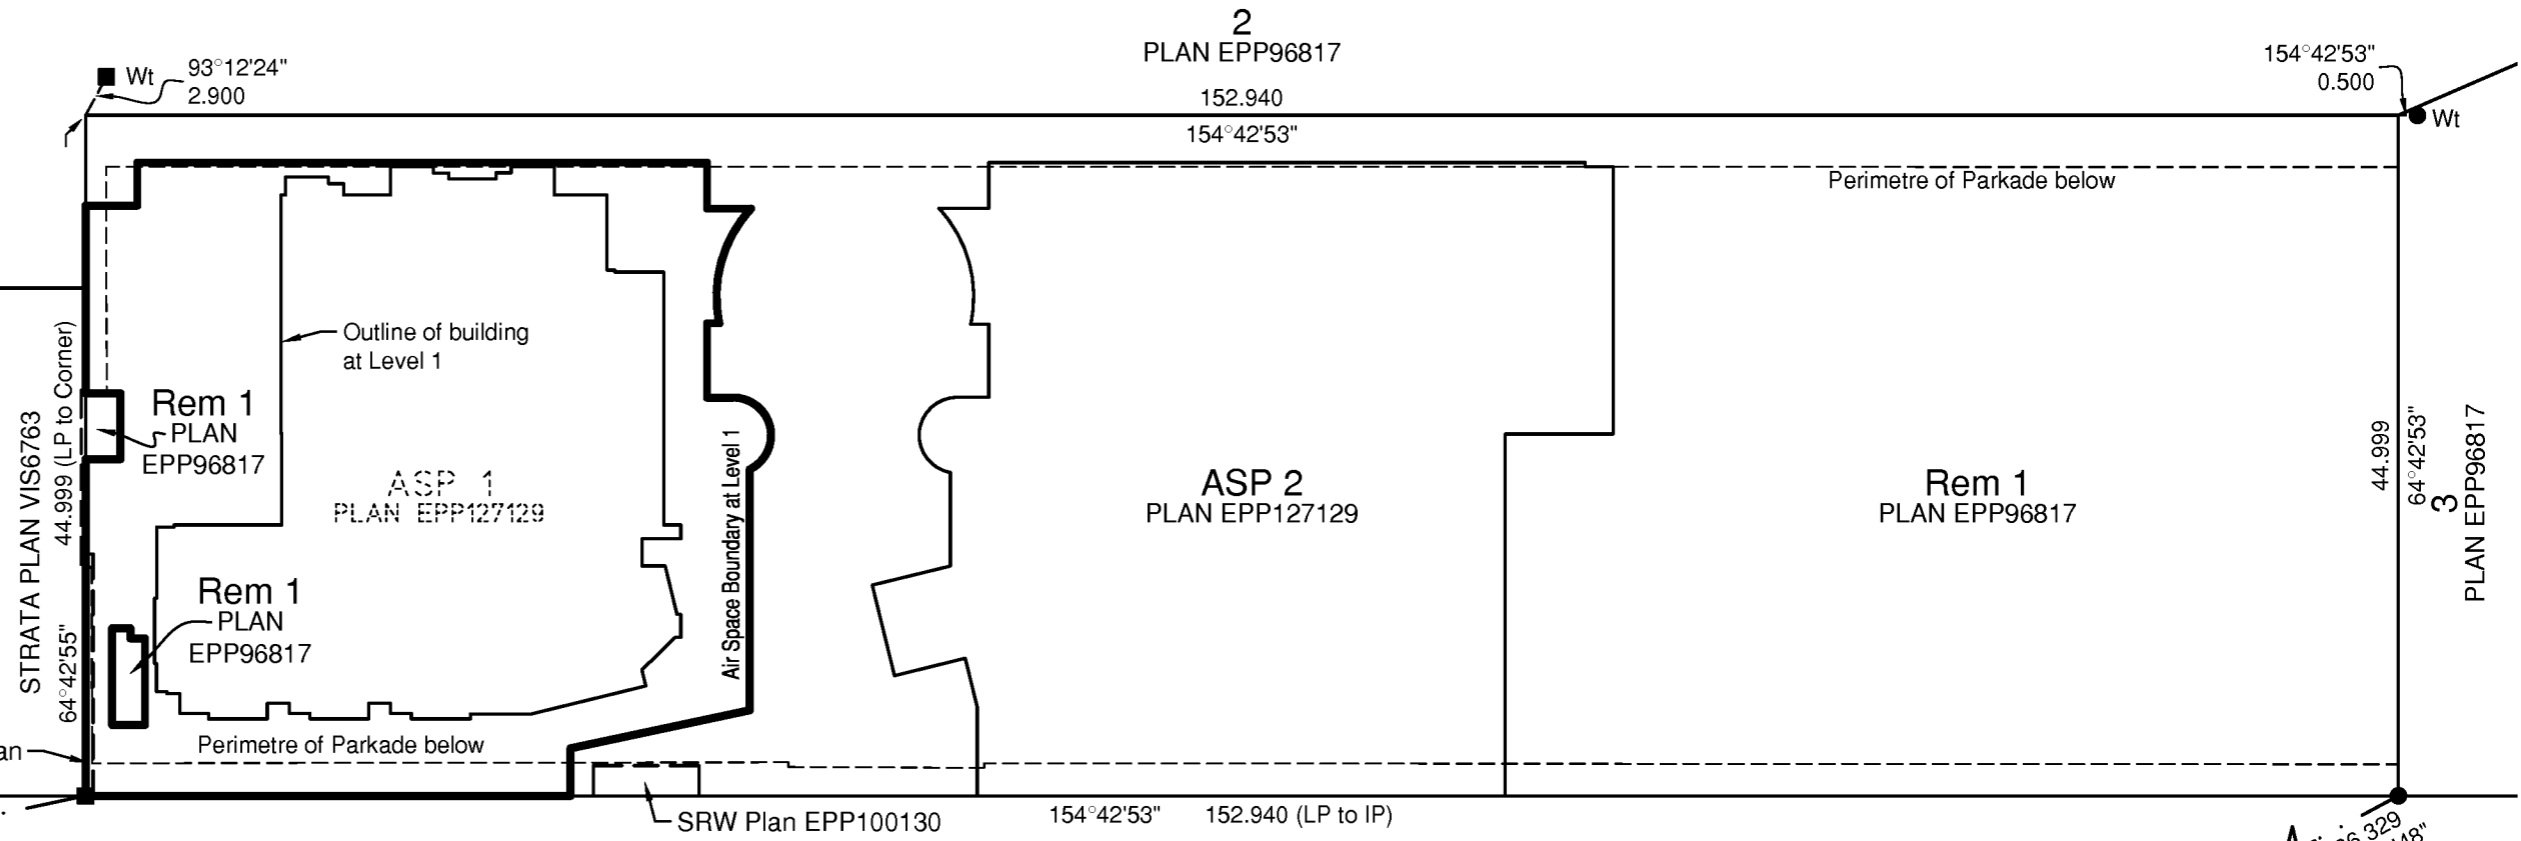 2
PLAN EPP96817
Wt
93°12'24"
2.900
152.940
154°42'53"
154°42'53"
0.500
Wt
Perimetre of Parkade below
Outline of building
at Level 1
Rem 1
PLAN
EPP96817
STRATA PLAN VIS6763
44.999 (LP to Corner)
64°42'55"
ASP 1
PLAN EPP127129
Air Space Boundary at Level 1
ASP 2
PLAN EPP127129
Rem 1
PLAN EPP96817
44.999
64°42'53"
3
PLAN EPP96817
Rem 1
PLAN
EPP96817
Perimetre of Parkade below
SRW Plan EPP100130
154°42'53" 152.940 (LP to IP)